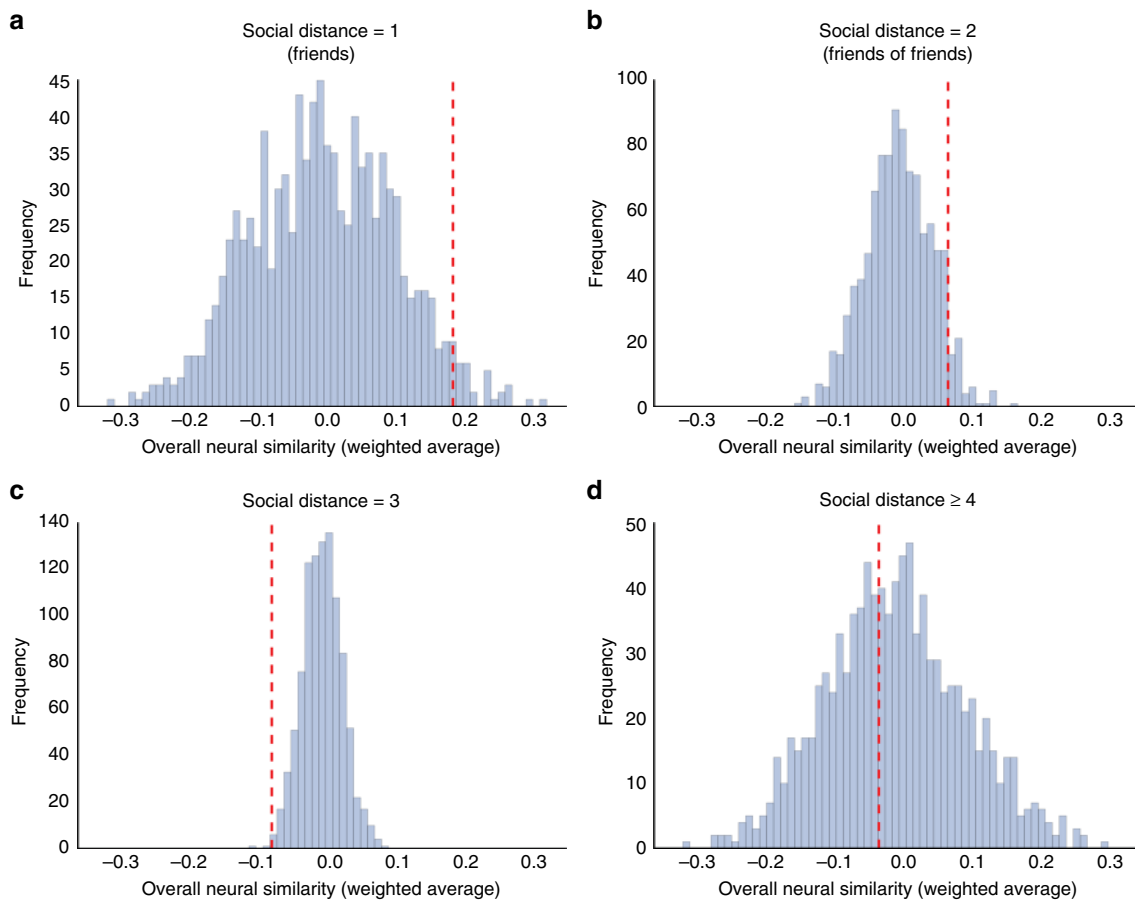 a
Social distance = 1
(friends)
45
40
35
30
25
20
15
10
5
0
Frequency
−0.3 −0.2 −0.1 0.0 0.1 0.2 0.3
Overall neural similarity (weighted average)
b
Social distance = 2
(friends of friends)
100
80
60
40
20
0
Frequency
−0.3 −0.2 −0.1 0.0 0.1 0.2 0.3
Overall neural similarity (weighted average)
c
Social distance = 3
140
120
100
80
60
40
20
0
Frequency
−0.3 −0.2 −0.1 0.0 0.1 0.2 0.3
Overall neural similarity (weighted average)
d
Social distance ≥ 4
50
40
30
20
10
0
Frequency
−0.3 −0.2 −0.1 0.0 0.1 0.2 0.3
Overall neural similarity (weighted average)